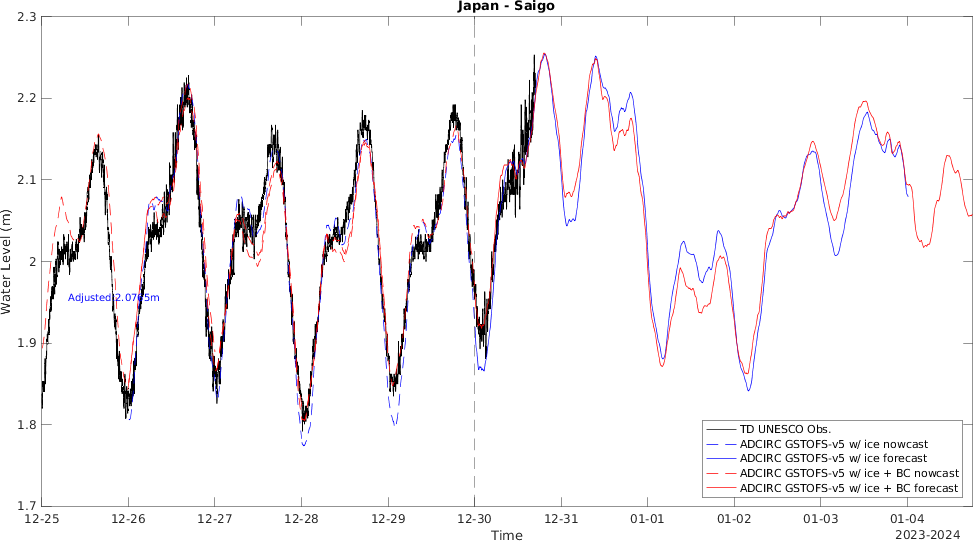 Japan - Saigo
2.3
2.2
2.1
2
1.9
1.8
1.7
Water Level (m)
Adjusted 2.0765m
TD UNESCO Obs.
ADCIRC GSTOFS-v5 w/ ice nowcast
ADCIRC GSTOFS-v5 w/ ice forecast
ADCIRC GSTOFS-v5 w/ ice + BC nowcast
ADCIRC GSTOFS-v5 w/ ice + BC forecast
12-25 12-26 12-27 12-28 12-29 12-30 12-31 01-01 01-02 01-03 01-04
Time
2023-2024